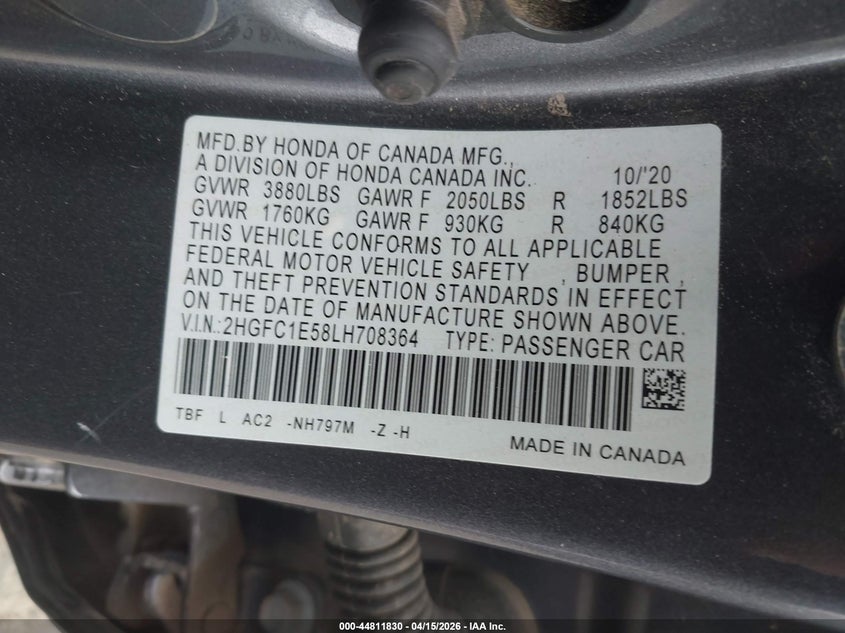 MFD.BY HONDA OF CANADA MFG.,
A DIVISION OF HONDA CANADA INC. 10/'20
GVWR 3880LBS GAWR F 2050LBS R 1852LBS
GVWR 1760KG GAWR F 930KG R 840KG
THIS VEHICLE CONFORMS TO ALL APPLICABLE
FEDERAL MOTOR VEHICLE SAFETY , BUMPER ,
AND THEFT PREVENTION STANDARDS IN EFFECT
ON THE DATE OF MANUFACTURE SHOWN ABOVE.
V.I.N.:2HGFC1E58LH708364 TYPE: PASSENGER CAR
TBF L AC2 -NH797M -Z -H
MADE IN CANADA
000-44811830 - 04/15/2026 - IAA Inc.